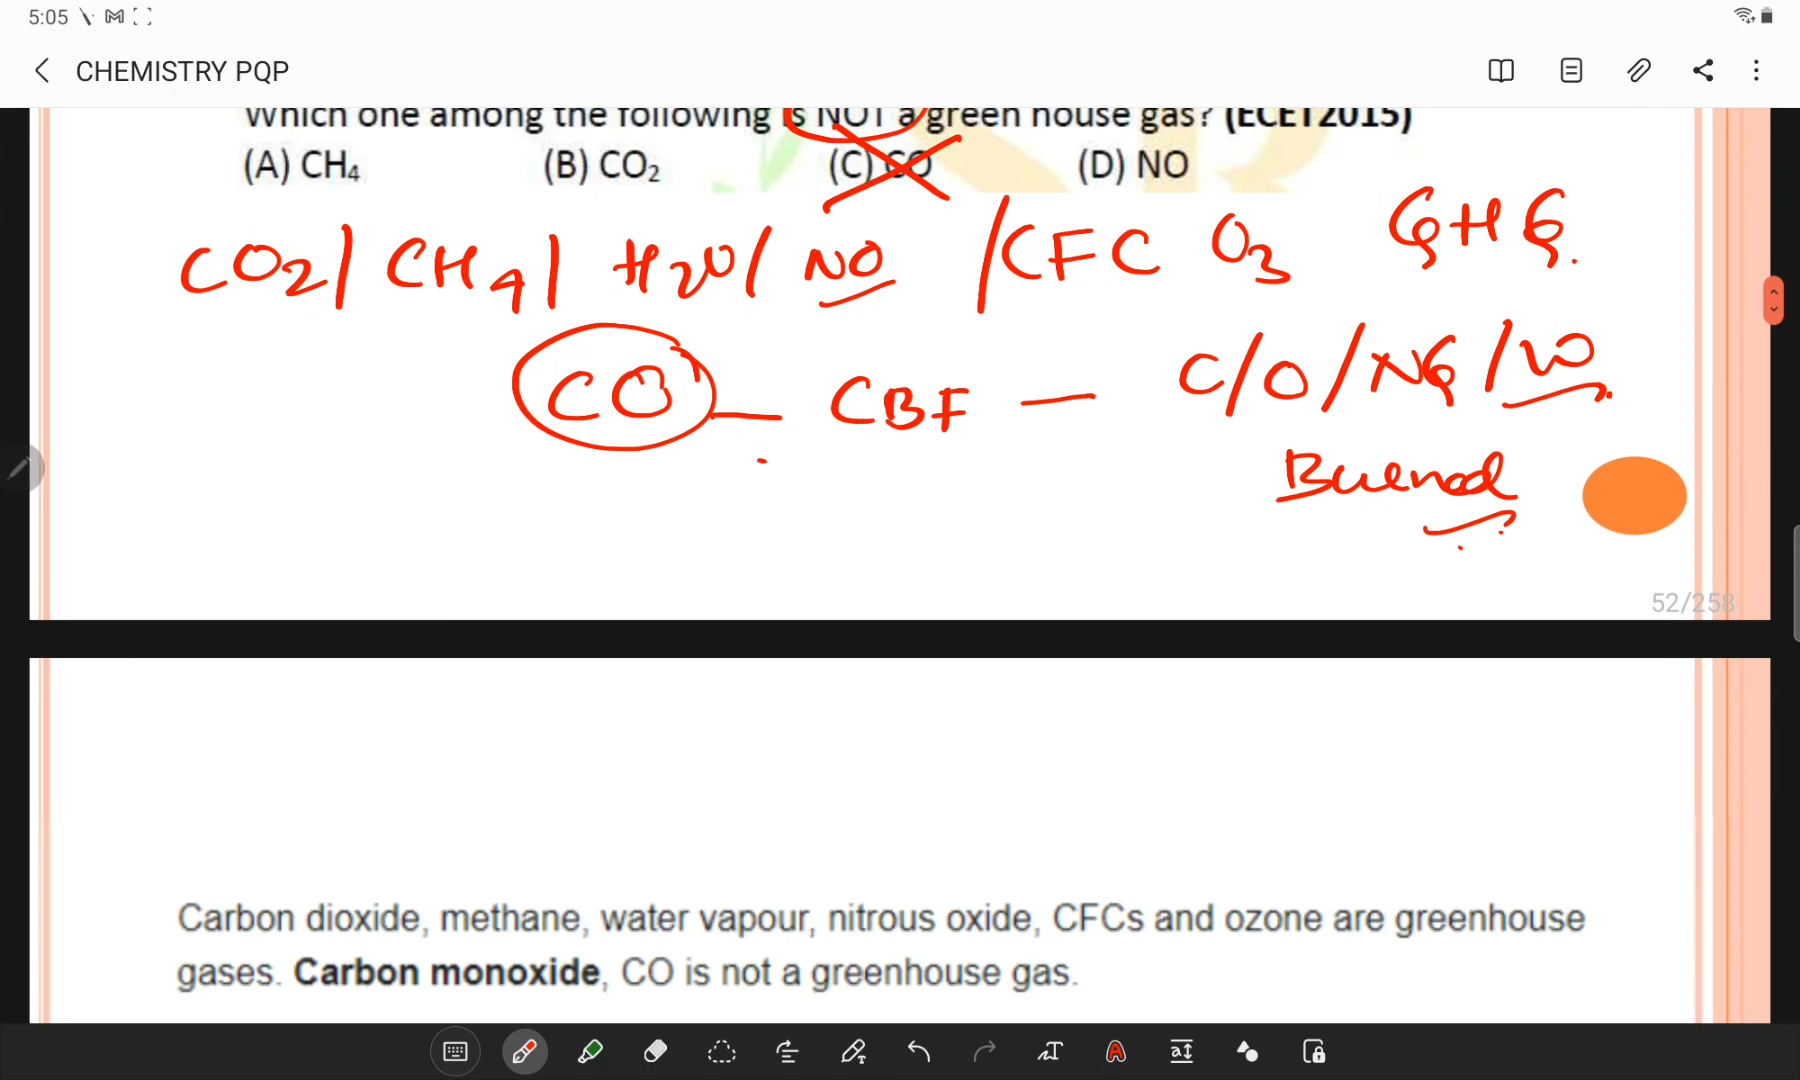 5:05
CHEMISTRY PQP
Which one among the following is NOT a green house gas? (ECET2015)
(A) CH₄ (B) CO₂ (C) CO (D) NO
CO2/ CH4/ H2O/ NO /CFC O3 GHG.
CO — CBF — C/O/NG/W
52/258
Carbon dioxide, methane, water vapour, nitrous oxide, CFCs and ozone are greenhouse
gases. Carbon monoxide, CO is not a greenhouse gas.